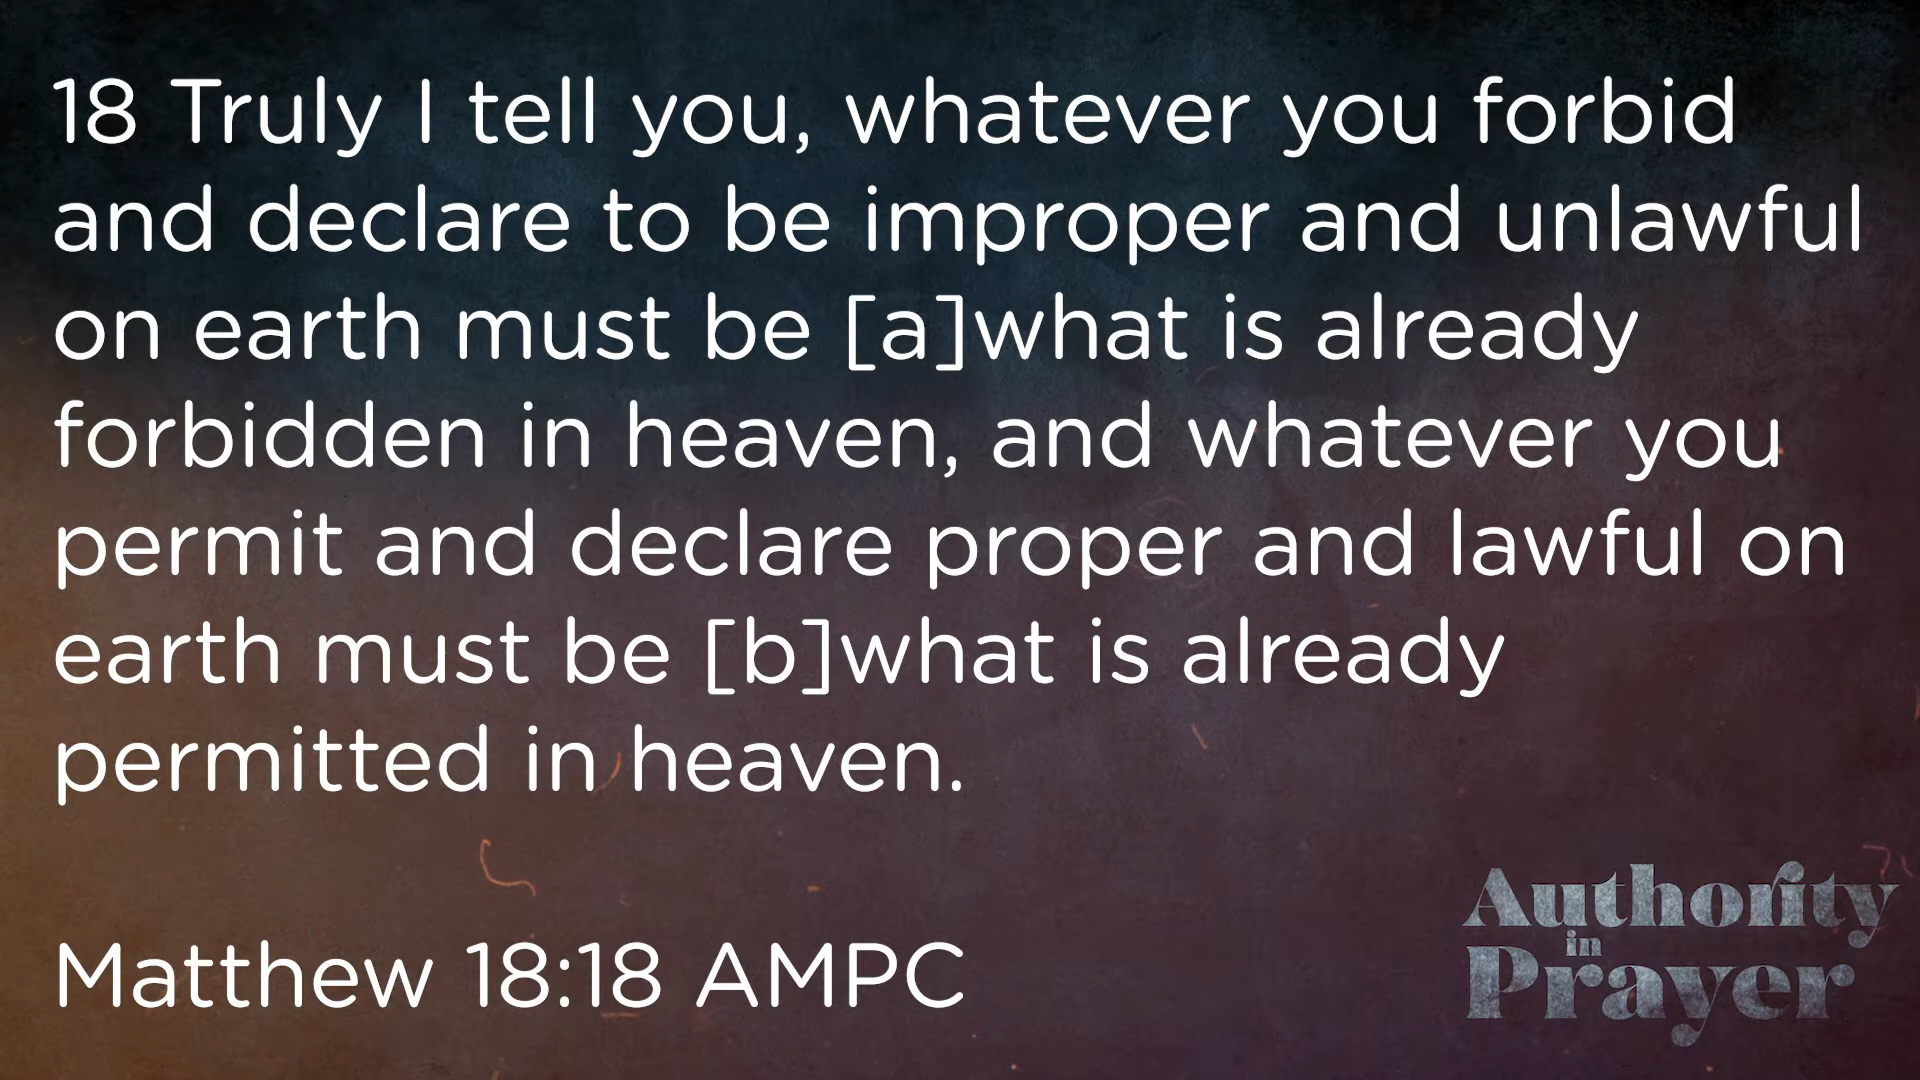 18 Truly I tell you, whatever you forbid
and declare to be improper and unlawful
on earth must be [a]what is already
forbidden in heaven, and whatever you
permit and declare proper and lawful on
earth must be [b]what is already
permitted in heaven.
Matthew 18:18 AMPC
Authority
in
Prayer